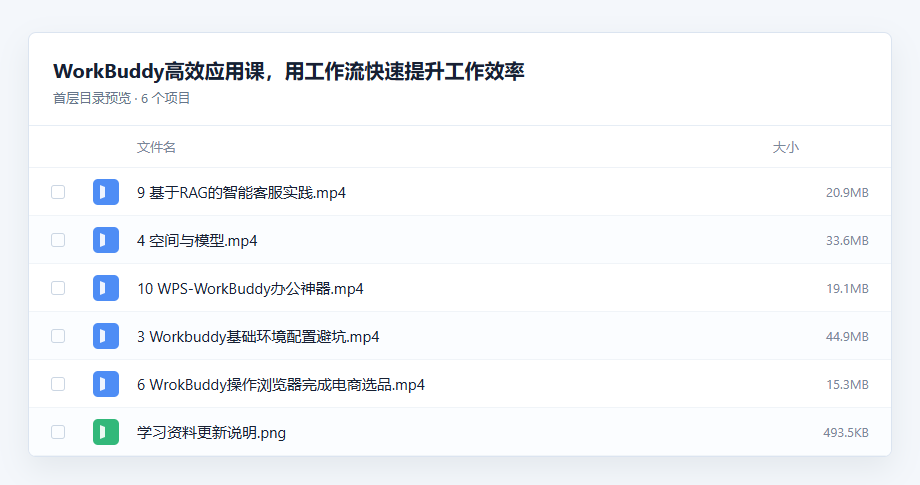 WorkBuddy高效应用课，用工作流快速提升工作效率
首层目录预览 · 6 个项目
文件名 大小
9 基于RAG的智能客服实践.mp4 20.9MB
4 空间与模型.mp4 33.6MB
10 WPS-WorkBuddy办公神器.mp4 19.1MB
3 Workbuddy基础环境配置避坑.mp4 44.9MB
6 WrokBuddy操作浏览器完成电商选品.mp4 15.3MB
学习资料更新说明.png 493.5KB